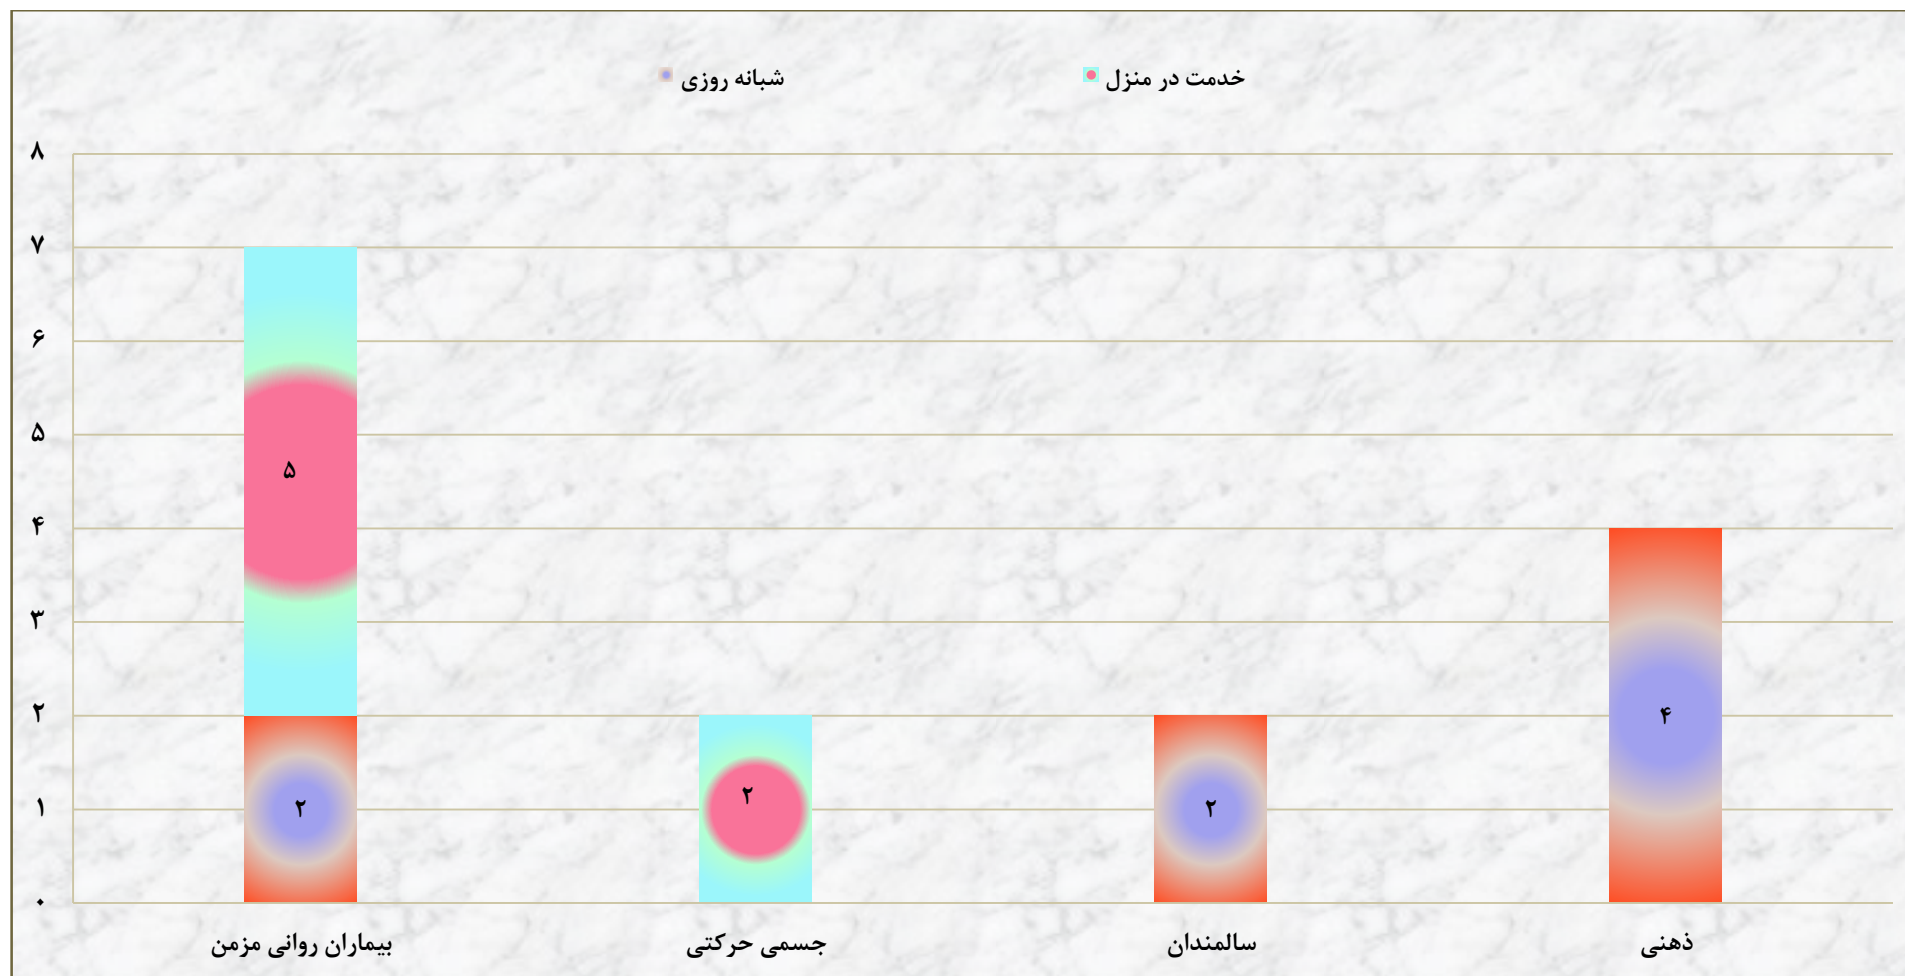 خدمت در منزل
شبانه روزی
۸
۷
۶
۵
۴
۳
۲
۱
۰
۵
۲
۲
۲
۴
بیماران روانی مزمن
جسمی حرکتی
سالمندان
ذهنی